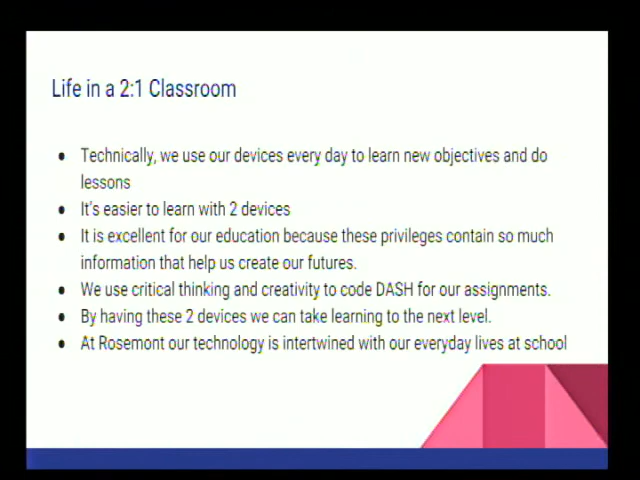 Life in a 2:1 Classroom
● Technically, we use our devices every day to learn new objectives and do
lessons
● It's easier to learn with 2 devices
● It is excellent for our education because these privileges contain so much
information that help us create our futures.
● We use critical thinking and creativity to code DASH for our assignments.
● By having these 2 devices we can take learning to the next level.
● At Rosemont our technology is intertwined with our everyday lives at school